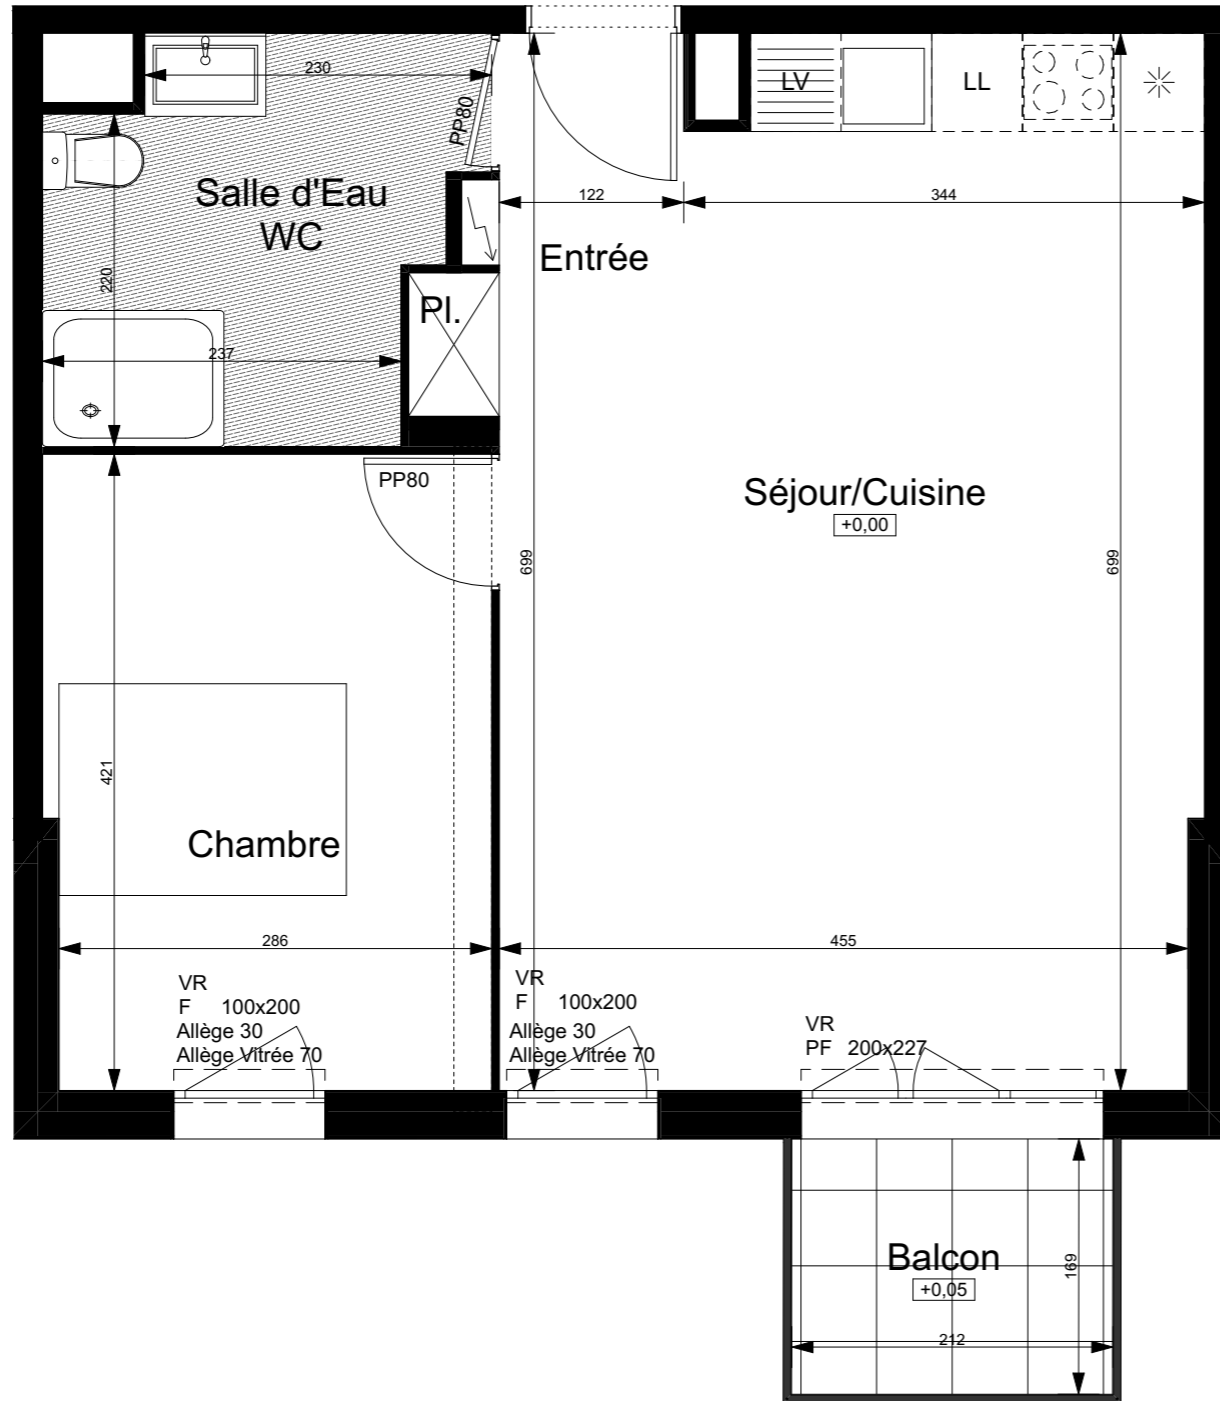 230
PP80
LV
LL
Salle d'Eau
WC
122
344
Entrée
220
Pl.
237
PP80
Séjour/Cuisine
+0,00
699
699
421
Chambre
286
455
VR
F 100x200
Allège 30
Allège Vitrée 70
VR
F 100x200
Allège 30
Allège Vitrée 70
VR
PF 200x227
Balcon
+0,05
169
212